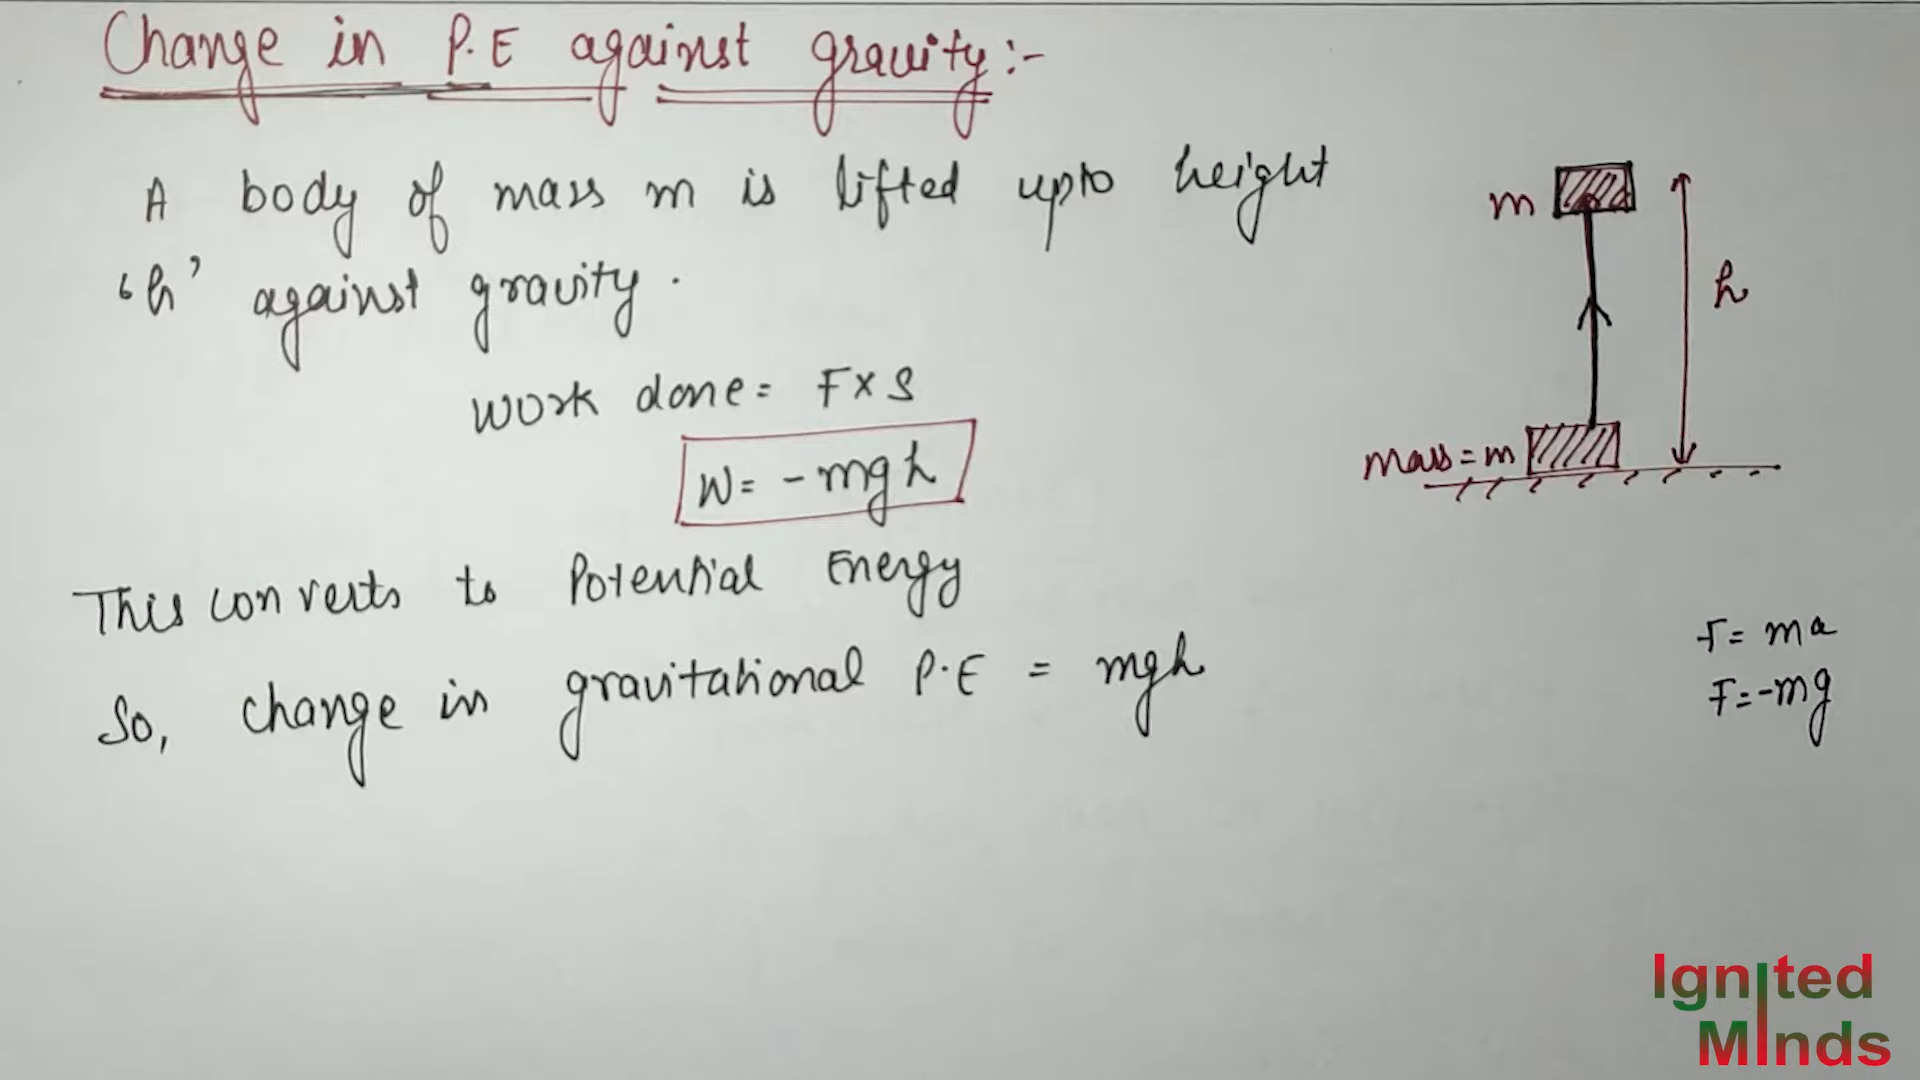 Change in P.E against gravity:-
A body of mass m is lifted upto height
'h' against gravity.
work done = F x S
W = - mgh
This converts to Potential Energy
So, change in gravitational P.E = mgh
m
h
mass = m
F = ma
F = -mg
Ignited
Minds